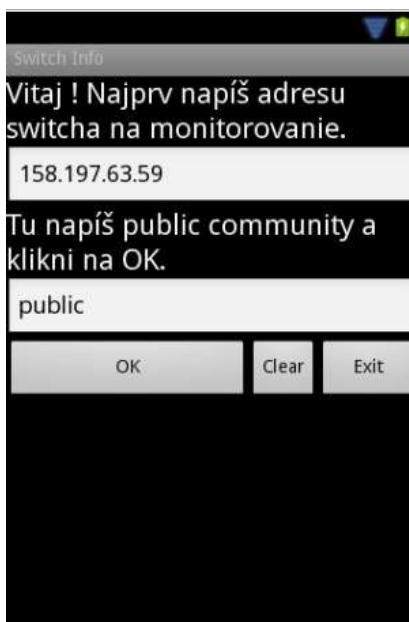 Switch Info
Vitaj ! Najprv napíš adresu
switcha na monitorovanie.
158.197.63.59
Tu napíš public community a
klikni na OK.
public
OK Clear Exit